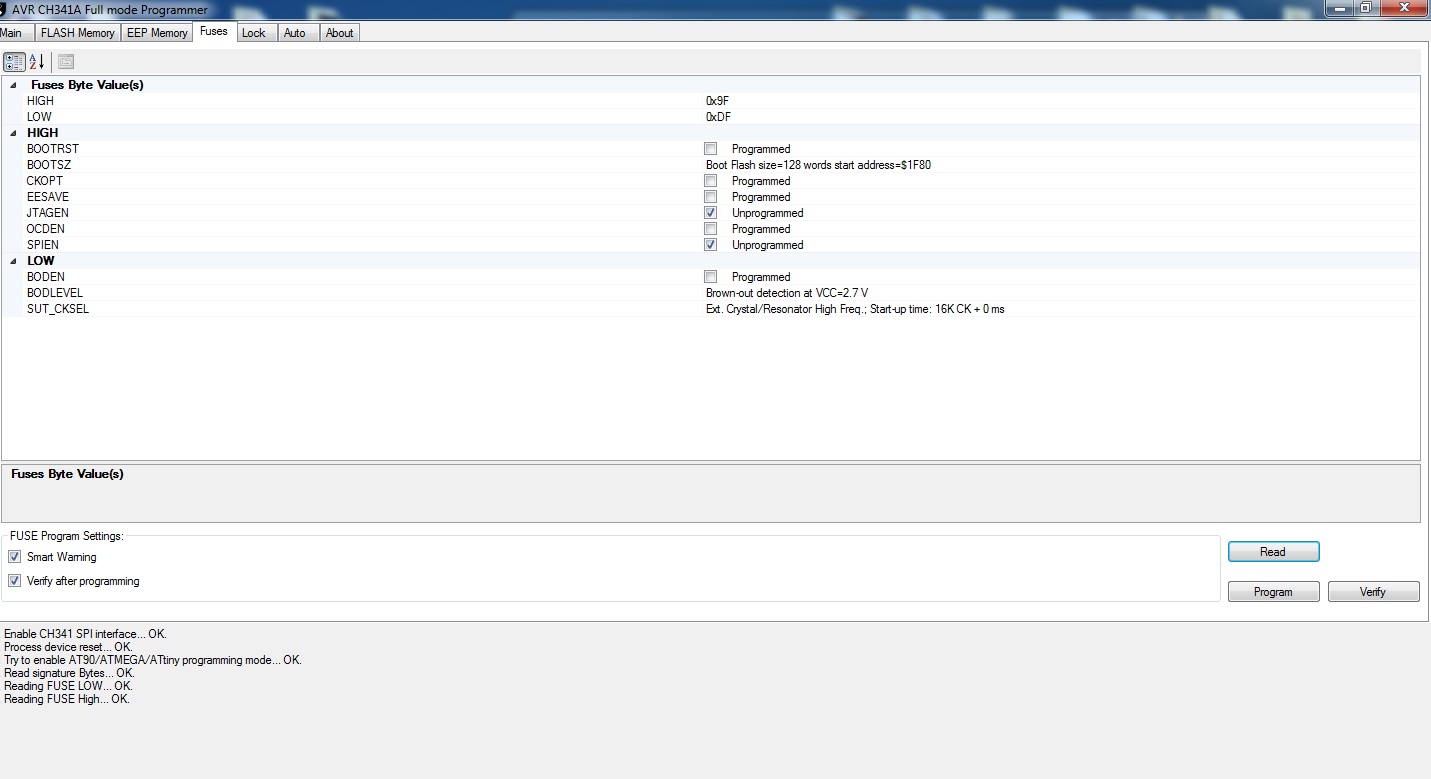 AVR CH341A Full mode Programmer
Main FLASH Memory EEP Memory Fuses Lock Auto About
Fuses Byte Value(s)
HIGH 0x9F
LOW 0xDF
HIGH
BOOTRST Programmed
BOOTSZ Boot Flash size=128 words start address=$1F80
CKOPT Programmed
EESAVE Programmed
JTAGEN Unprogrammed
OCDEN Programmed
SPIEN Unprogrammed
LOW
BODEN Programmed
BODLEVEL Brown-out detection at VCC=2.7 V
SUT_CKSEL Ext. Crystal/Resonator High Freq.; Start-up time: 16K CK + 0 ms
Fuses Byte Value(s)
FUSE Program Settings:
Smart Warning
Verify after programming
Read
Program Verify
Enable CH341 SPI interface... OK.
Process device reset... OK.
Try to enable AT90/ATMEGA/ATtiny programming mode... OK.
Read signature Bytes... OK.
Reading FUSE LOW... OK.
Reading FUSE High... OK.